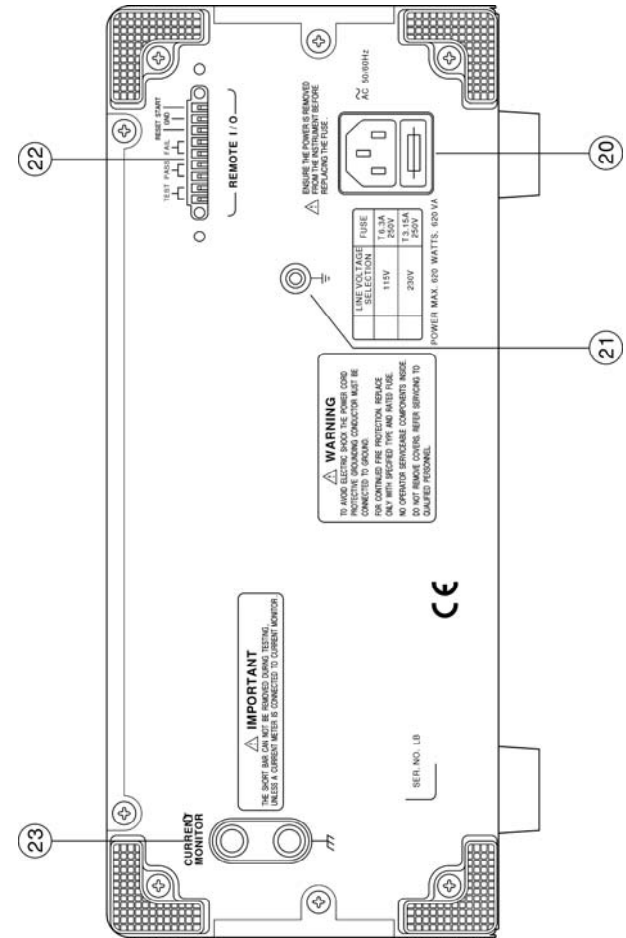 23
22
CURRENT
MONITOR
TEST PASS FAIL RESET START
GND
REMOTE I / O
⚠ IMPORTANT
THE SHORT BAR CAN NOT BE REMOVED DURING TESTING,
UNLESS A CURRENT METER IS CONNECTED TO CURRENT MONITOR
⚠ WARNING
TO AVOID ELECTRIC SHOCK THE POWER CORD
PROTECTIVE GROUNDING CONDUCTOR MUST BE
CONNECTED TO GROUND.
FOR CONTINUED FIRE PROTECTION. REPLACE
ONLY WITH SPECIFIED TYPE AND RATED FUSE.
NO OPERATOR SERVICEABLE COMPONENTS INSIDE.
DO NOT REMOVE COVERS. REFER SERVICING TO
QUALIFIED PERSONNEL.
⚠ ENSURE THE POWER IS REMOVED
FROM THE INSTRUMENT BEFORE
REPLACING THE FUSE .
LINE VOLTAGE
SELECTION
FUSE
115V
T 6.3A
250V
230V
T 3.15A
250V
POWER MAX. 620 WATTS, 620 VA
~
AC 50/60Hz
SER. NO. LB
CE
21
20